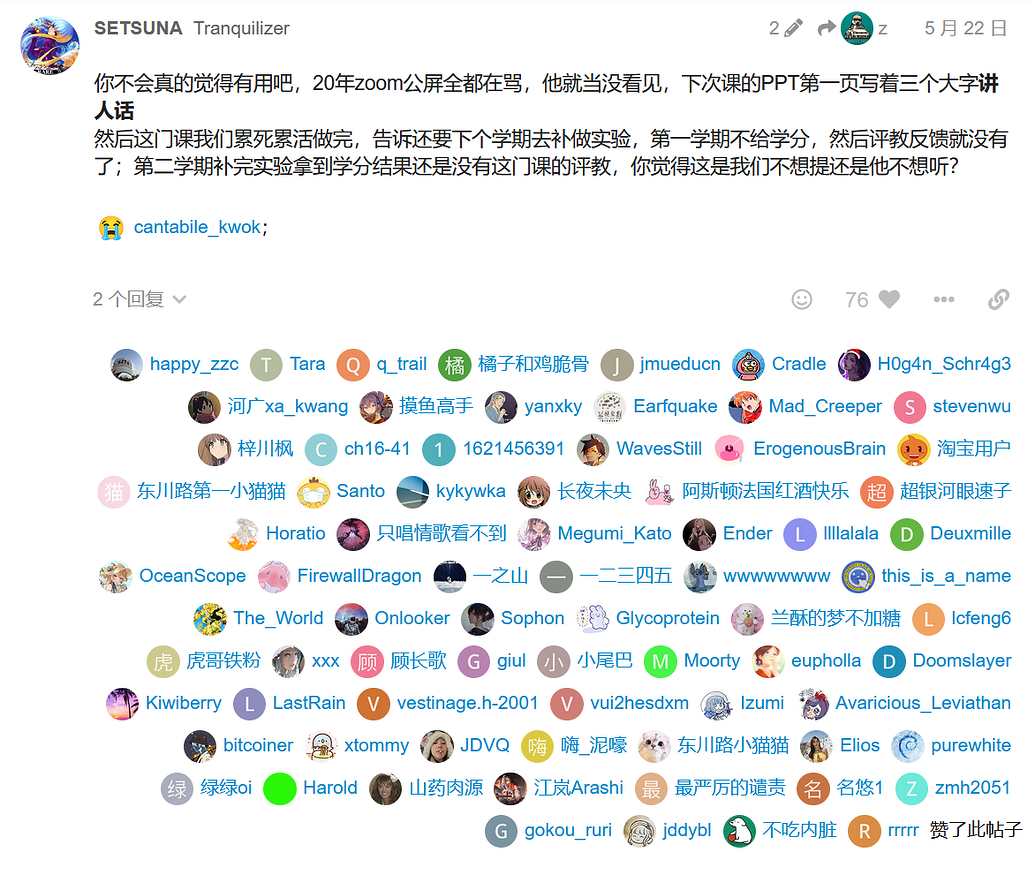 SETSUNA Tranquilizer 2 z 5 月 22 日
你不会真的觉得有用吧，20年zoom公屏全都在骂，他就当没看见，下次课的PPT第一页写着三个大字讲
人话
然后这门课我们累死累活做完，告诉还要下个学期去补做实验，第一学期不给学分，然后评教反馈就没有
了；第二学期补完实验拿到学分结果还是没有这门课的评教，你觉得这是我们不想提还是他不想听？
cantabile_kwok；
2 个回复 76
happy_zzc T Tara Q q_trail 橘 橘子和鸡脆骨 J jmueducn Cradle H0g4n_Schr4g3
河广xa_kwang 摸鱼高手 yanxky Earfquake Mad_Creeper S stevenwu
梓川枫 C ch16-41 1 1621456391 WavesStill ErogenousBrain 淘宝用户
猫 东川路第一小猫猫 Santo kykywka 长夜未央 阿斯顿法国红酒快乐 超 超银河眼速子
Horatio 只唱情歌看不到 Megumi_Kato Ender L llllalala D Deuxmille
OceanScope FirewallDragon 一之山 一 一二三四五 wwwwwwww this_is_a_name
The_World Onlooker Sophon Glycoprotein 兰酥的梦不加糖 L lcfeng6
虎 虎哥铁粉 xxx 顾 顾长歌 G giul 小 小尾巴 M Moorty eupholla D Doomslayer
Kiwiberry L LastRain V vestinage.h-2001 V vui2hesdxm Izumi Avaricious_Leviathan
bitcoiner xtommy JDVQ 嗨 嗨_泥嚎 东川路小猫猫 Elios purewhite
绿 绿绿oi Harold 山药肉源 江岚Arashi 最 最严厉的谴责 名 名悠1 Z zmh2051
G gokou_ruri jddybl 不吃内脏 R rrrrr 赞了此帖子